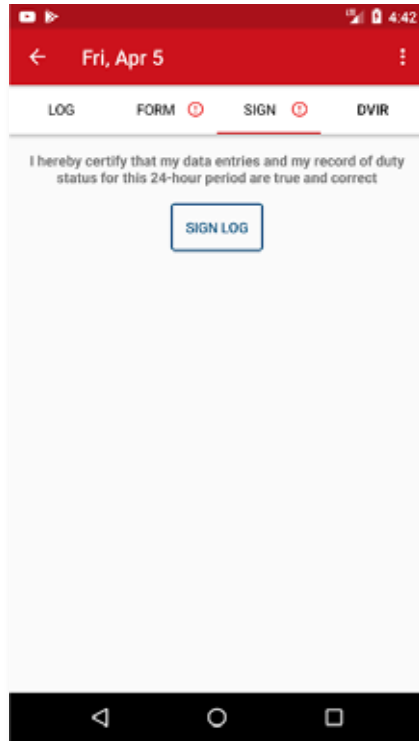 4:42
Fri, Apr 5
LOG FORM SIGN DVIR
I hereby certify that my data entries and my record of duty
status for this 24-hour period are true and correct
SIGN LOG